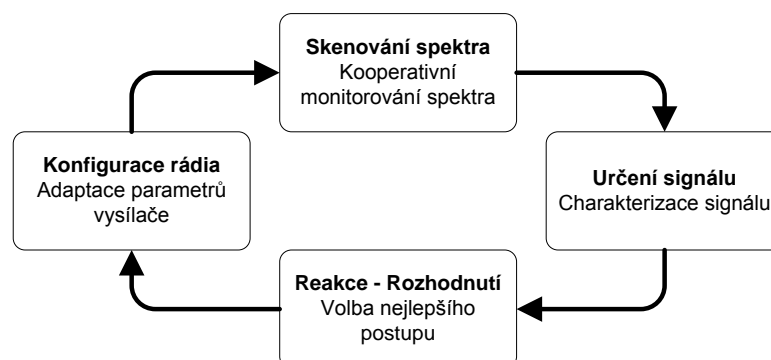 Skenování spektra
Kooperativní
monitorování spektra
Konfigurace rádia
Adaptace parametrů
vysílače
Určení signálu
Charakterizace signálu
Reakce - Rozhodnutí
Volba nejlepšího
postupu